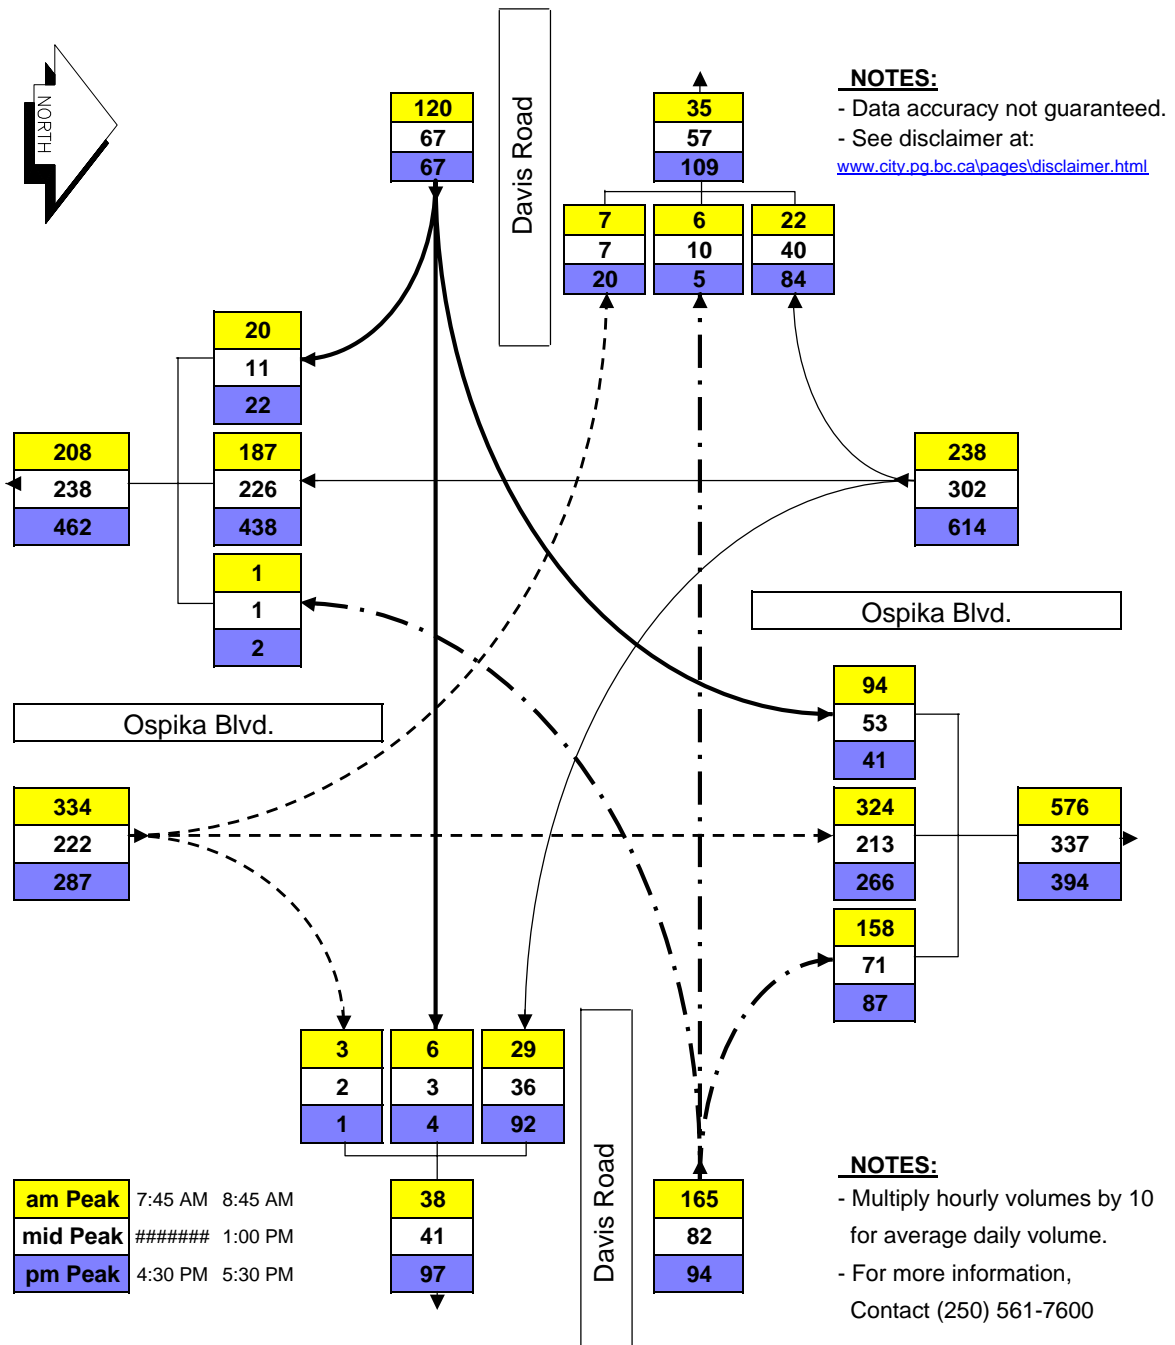 NORTH
Davis Road
NOTES:
- Data accuracy not guaranteed.
- See disclaimer at:
www.city.pg.bc.ca\pages\disclaimer.html
120
67
67
35
57
109
7 6 22
7 10 40
20 5 84
20
11
22
208 187 238
238 226 302
462 438 614
1
1
2
Ospika Blvd.
94
53
41
Ospika Blvd.
334 324 576
222 213 337
287 266 394
158
71
87
3 6 29
2 3 36
1 4 92
Davis Road
38
41
97
165
82
94
am Peak 7:45 AM 8:45 AM
mid Peak ####### 1:00 PM
pm Peak 4:30 PM 5:30 PM
NOTES:
- Multiply hourly volumes by 10
for average daily volume.
- For more information,
Contact (250) 561-7600